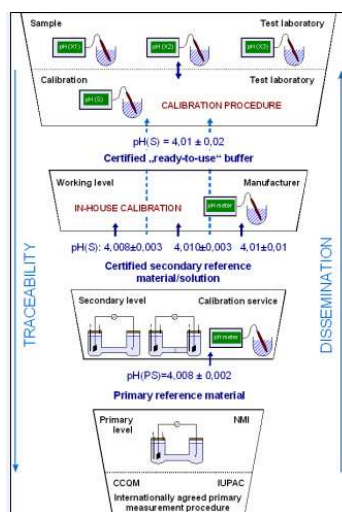 Sample Test laboratory
pH(X1) pH(X2) pH(X3)
Calibration Test laboratory
pH(S)
CALIBRATION PROCEDURE
pH(S) = 4,01 ± 0,02
Certified „ready-to-use“ buffer
Working level Manufacturer
IN-HOUSE CALIBRATION
pH-meter
pH(S): 4,008±0,003 4,010±0,003 4,01±0,01
Certified secondary reference
material/solution
Secondary level Calibration service
pH-meter
pH(PS)=4,008 ± 0,002
Primary reference material
Primary NMI
level
CCQM IUPAC
Internationally agreed primary
measurement procedure
TRACEABILITY
DISSEMINATION